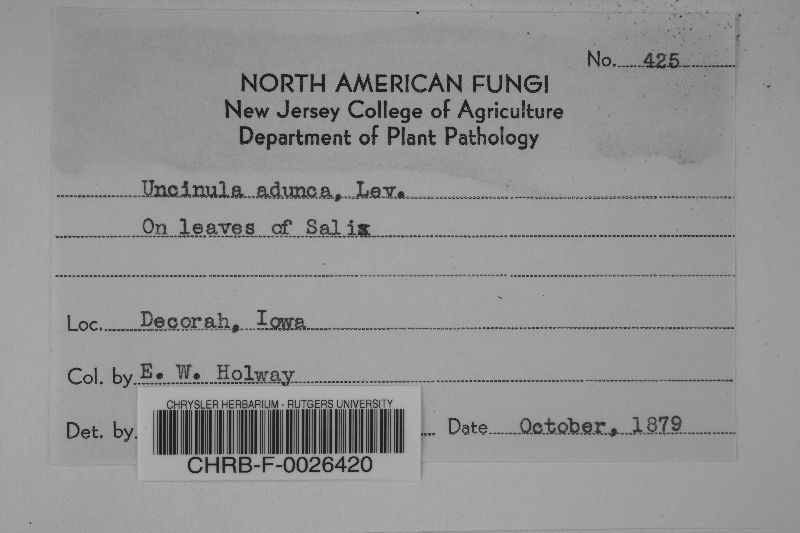 No. 425
NORTH AMERICAN FUNGI
New Jersey College of Agriculture
Department of Plant Pathology
Uncinula adunca, Lev.
On leaves of Salix
Loc. Decorah, Iowa
Col. by E. W. Holway
Det. by Date October, 1879
CHRYSLER HERBARIUM - RUTGERS UNIVERSITY
CHRB-F-0026420